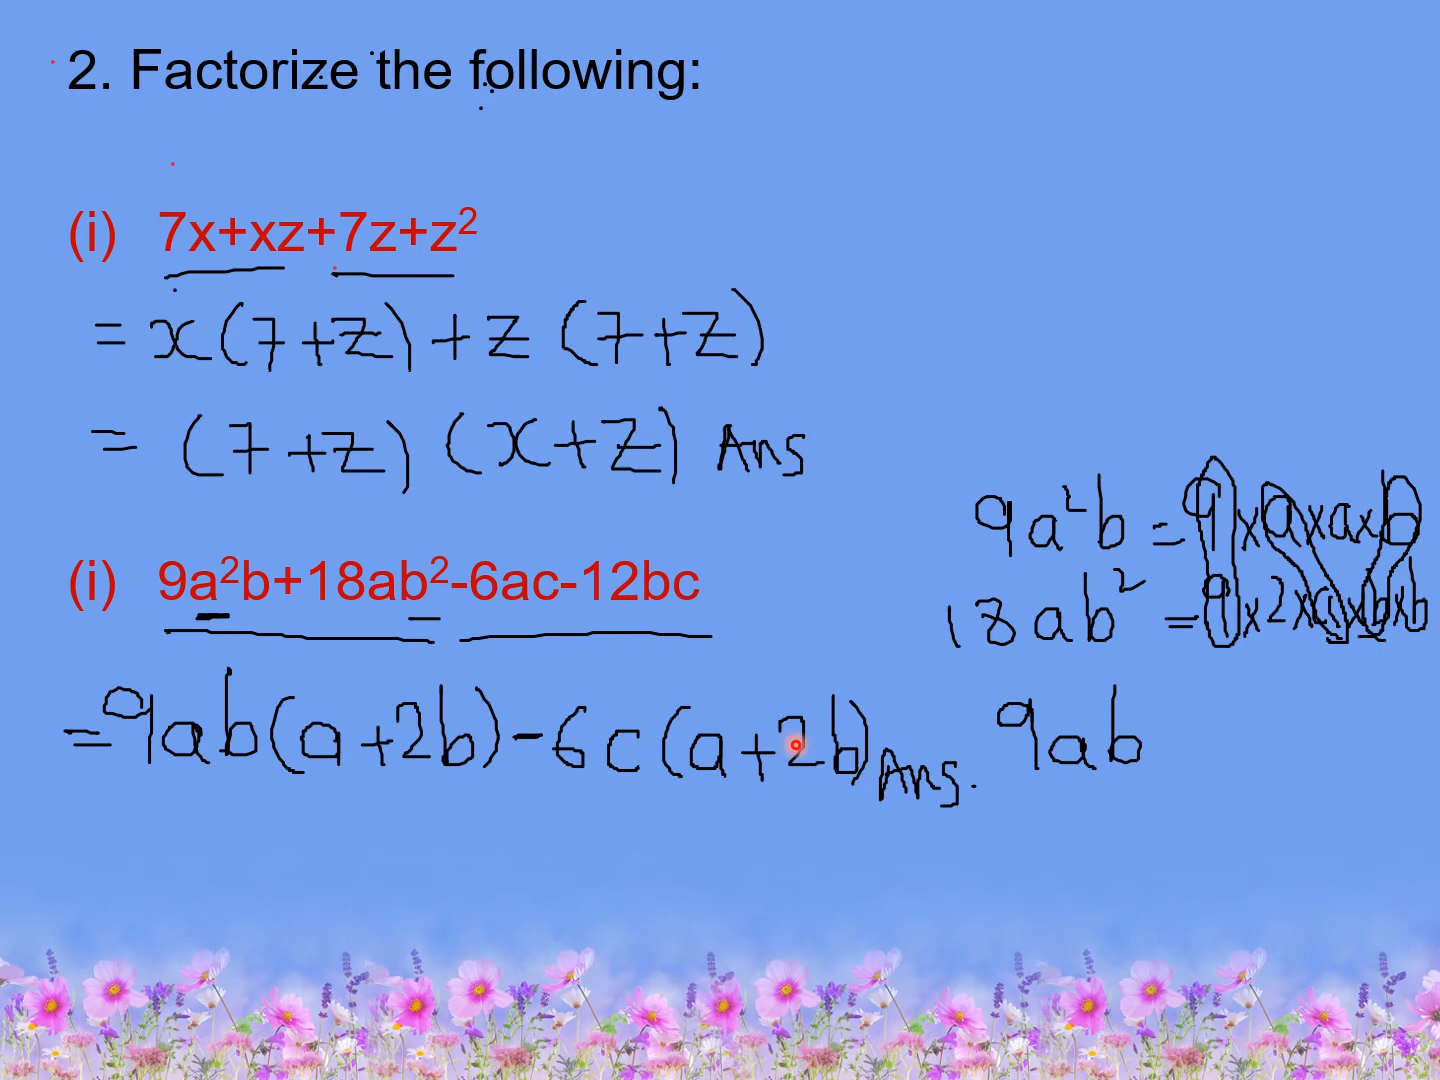 2. Factorize the following:
(i) 7x+xz+7z+z²
= x(7+z)+z(7+z)
= (7+z)(x+z) Ans
(i) 9a²b+18ab²-6ac-12bc
= 9ab(a+2b)-6c(a+2b) Ans.
9a²b = 9xaxaxb
18ab² = 9x2xaxbxb
9ab